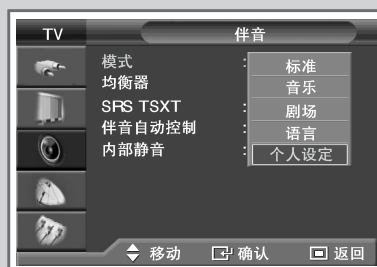 TV
伴音
模式 :
标准
均衡器
音乐
SRS TSXT :
剧场
伴音自动控制 :
语言
内部静音 :
个人设定
移动 确认 返回